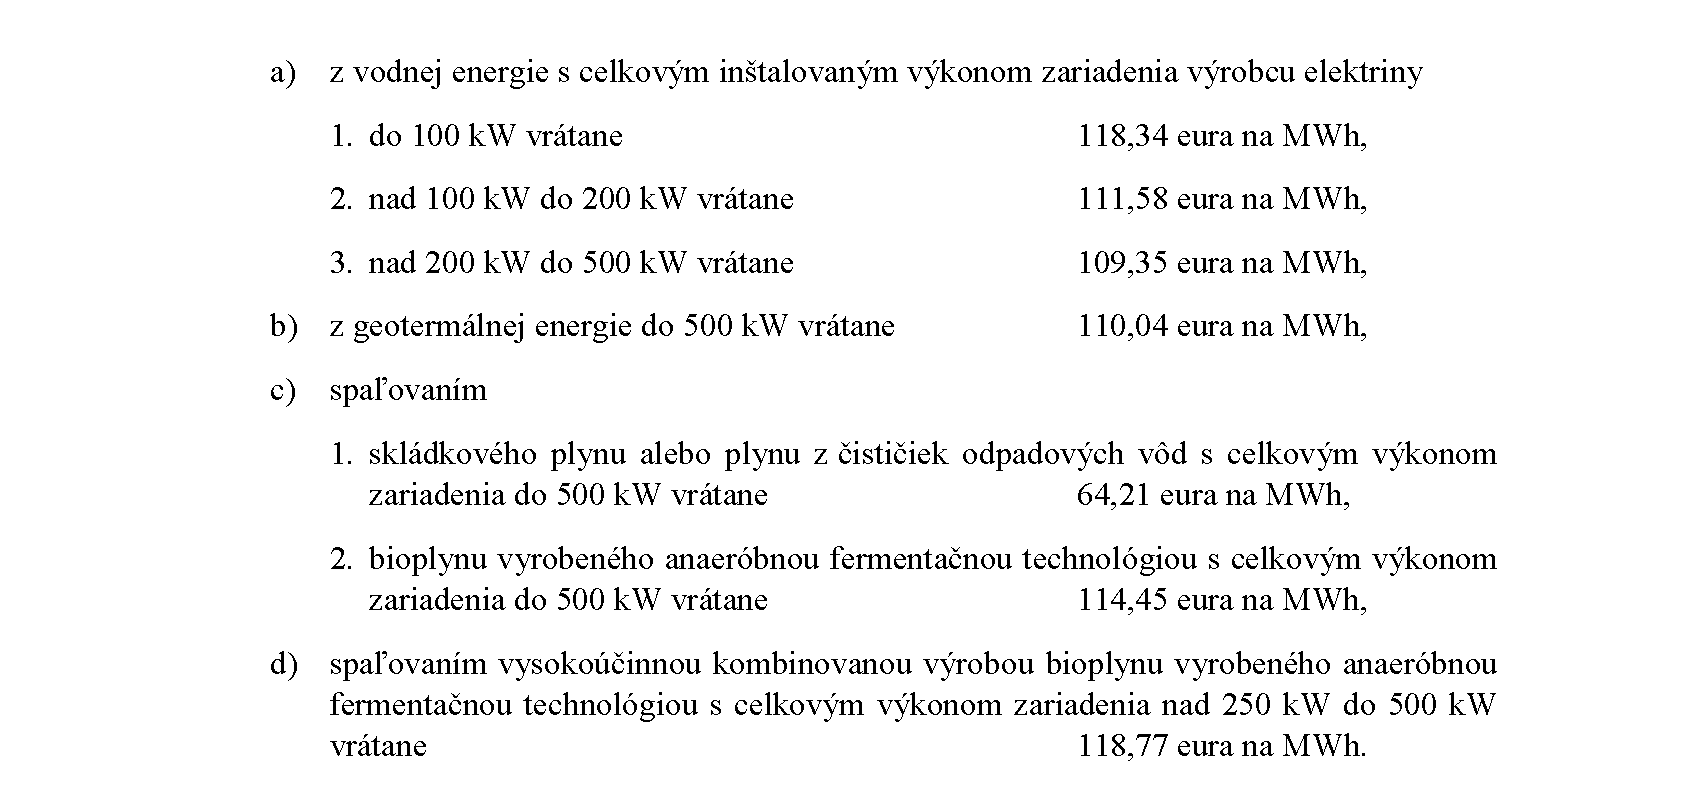 a) z vodnej energie s celkovým inštalovaným výkonom zariadenia výrobcu elektriny
1. do 100 kW vrátane 118,34 eura na MWh,
2. nad 100 kW do 200 kW vrátane 111,58 eura na MWh,
3. nad 200 kW do 500 kW vrátane 109,35 eura na MWh,
b) z geotermálnej energie do 500 kW vrátane 110,04 eura na MWh,
c) spaľovaním
1. skládkového plynu alebo plynu z čističiek odpadových vôd s celkovým výkonom
zariadenia do 500 kW vrátane 64,21 eura na MWh,
2. bioplynu vyrobeného anaeróbnou fermentačnou technológiou s celkovým výkonom
zariadenia do 500 kW vrátane 114,45 eura na MWh,
d) spaľovaním vysokoúčinnou kombinovanou výrobou bioplynu vyrobeného anaeróbnou
fermentačnou technológiou s celkovým výkonom zariadenia nad 250 kW do 500 kW
vrátane 118,77 eura na MWh.